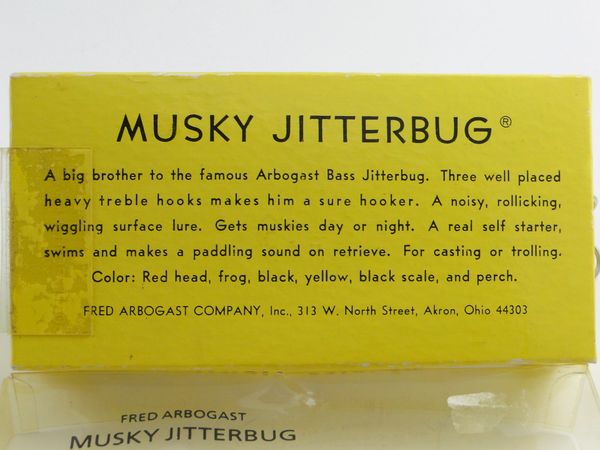 MUSKY JITTERBUG®
A big brother to the famous Arbogast Bass Jitterbug. Three well placed
heavy treble hooks makes him a sure hooker. A noisy, rollicking,
wiggling surface lure. Gets muskies day or night. A real self starter,
swims and makes a paddling sound on retrieve. For casting or trolling.
Color: Red head, frog, black, yellow, black scale, and perch.
FRED ARBOGAST COMPANY, Inc., 313 W. North Street, Akron, Ohio 44303
FRED ARBOGAST
MUSKY JITTERBUG